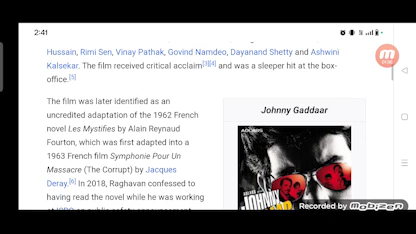 2:41
Hussain, Rimi Sen, Vinay Pathak, Govind Namdeo, Dayanand Shetty and Ashwini
Kalsekar. The film received critical acclaim[3][4] and was a sleeper hit at the box-
office.[5]
The film was later identified as an
uncredited adaptation of the 1962 French
novel Les Mystifies by Alain Reynaud
Fourton, which was first adapted into a
1963 French film Symphonie Pour Un
Massacre (The Corrupt) by Jacques
Deray.[6] In 2018, Raghavan confessed to
having read the novel while he was working
Johnny Gaddaar
ADLABS
JOHNNY
Recorded by Mobizen